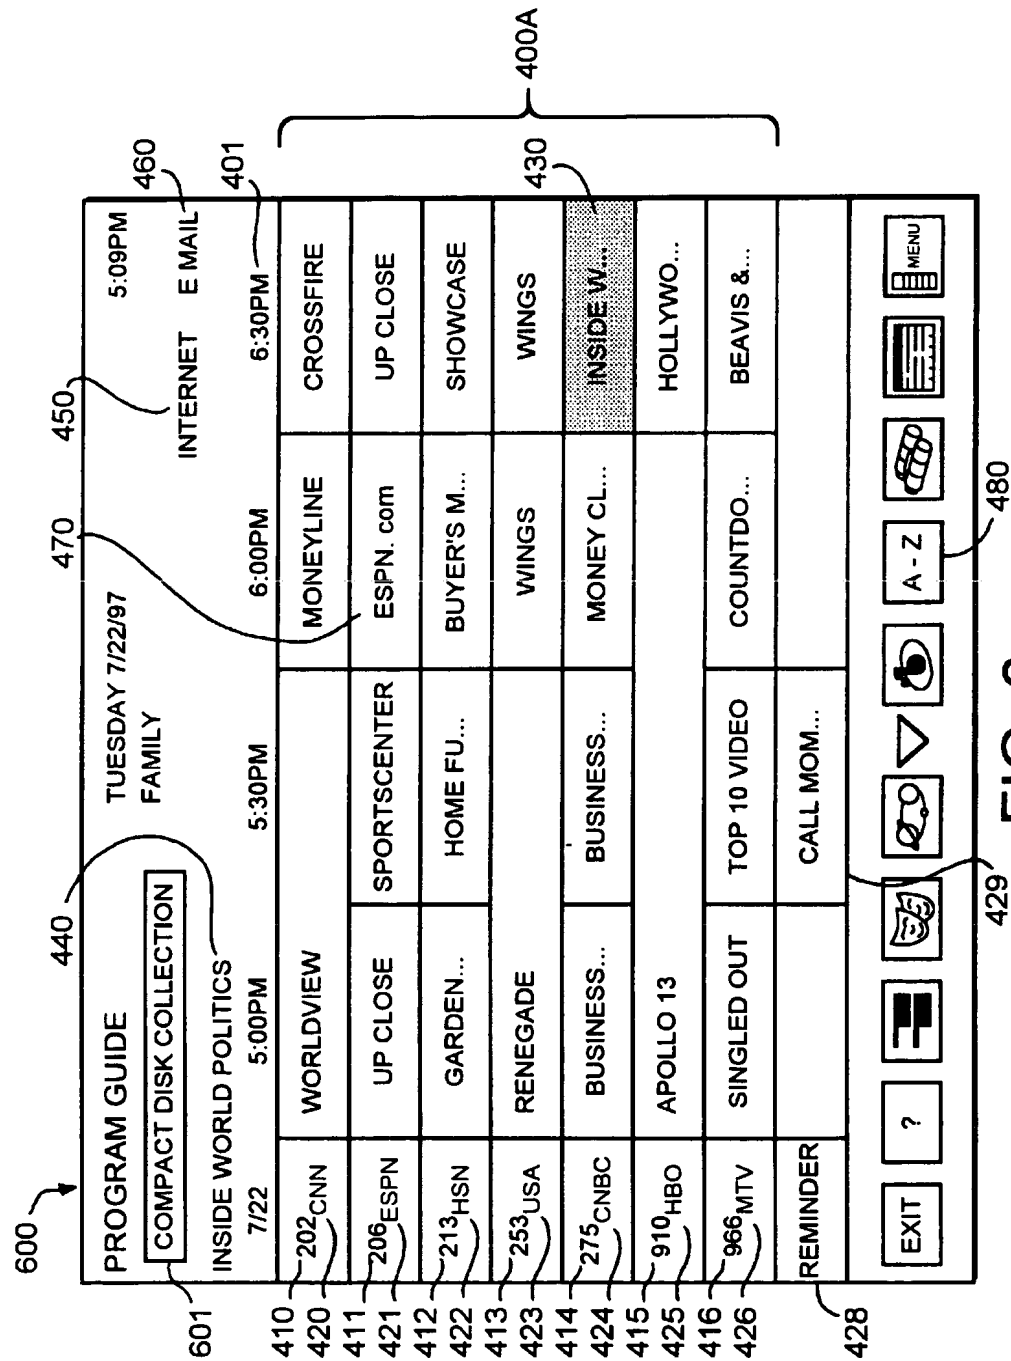 600
PROGRAM GUIDE
TUESDAY 7/22/97
5:09PM
601
COMPACT DISK COLLECTION
440
FAMILY
470
450
INTERNET
E MAIL
460
INSIDE WORLD POLITICS
7/22
5:00PM
5:30PM
6:00PM
6:30PM
401
410
420
202 CNN
WORLDVIEW
MONEYLINE
CROSSFIRE
411
421
206 ESPN
UP CLOSE
SPORTSCENTER
ESPN. com
UP CLOSE
412
422
213 HSN
GARDEN...
HOME FU...
BUYER'S M...
SHOWCASE
413
423
253 USA
RENEGADE
WINGS
WINGS
414
424
275 CNBC
BUSINESS...
BUSINESS...
MONEY CL...
INSIDE W...
430
400A
415
425
910 HBO
APOLLO 13
HOLLYWO...
416
426
966 MTV
SINGLED OUT
TOP 10 VIDEO
COUNTDO...
BEAVIS &...
428
REMINDER
CALL MOM...
429
EXIT
?
A - Z
MENU
480